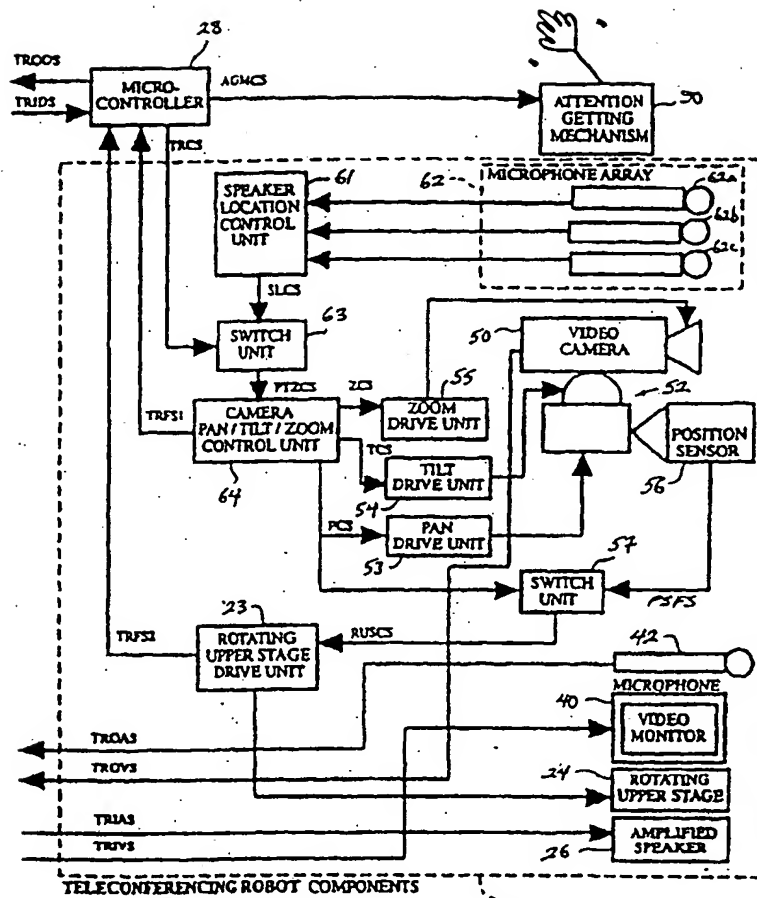 28
TRODS
MICRO-
CONTROLLER
AGMCS
TRIDS
ATTENTION
GETTING
MECHANISM
90
TRCS
61
SPEAKER
LOCATION
CONTROL
UNIT
62
MICROPHONE ARRAY
62a
62b
62c
SLCS
63
SWITCH
UNIT
50
VIDEO
CAMERA
PTZCS
ZCS
55
ZOOM
DRIVE UNIT
52
TRFS1
CAMERA
PAN/TILT/ZOOM
CONTROL UNIT
64
TCS
TILT
DRIVE UNIT
54
POSITION
SENSOR
56
PCS
PAN
DRIVE UNIT
53
57
SWITCH
UNIT
PSFS
23
TRFS2
ROTATING
UPPER STAGE
DRIVE UNIT
RUSCS
42
MICROPHONE
40
VIDEO
MONITOR
TROAS
TROVS
24
ROTATING
UPPER STAGE
TRIAS
AMPLIFIED
SPEAKER
26
TRIVS
TELECONFERENCING ROBOT COMPONENTS